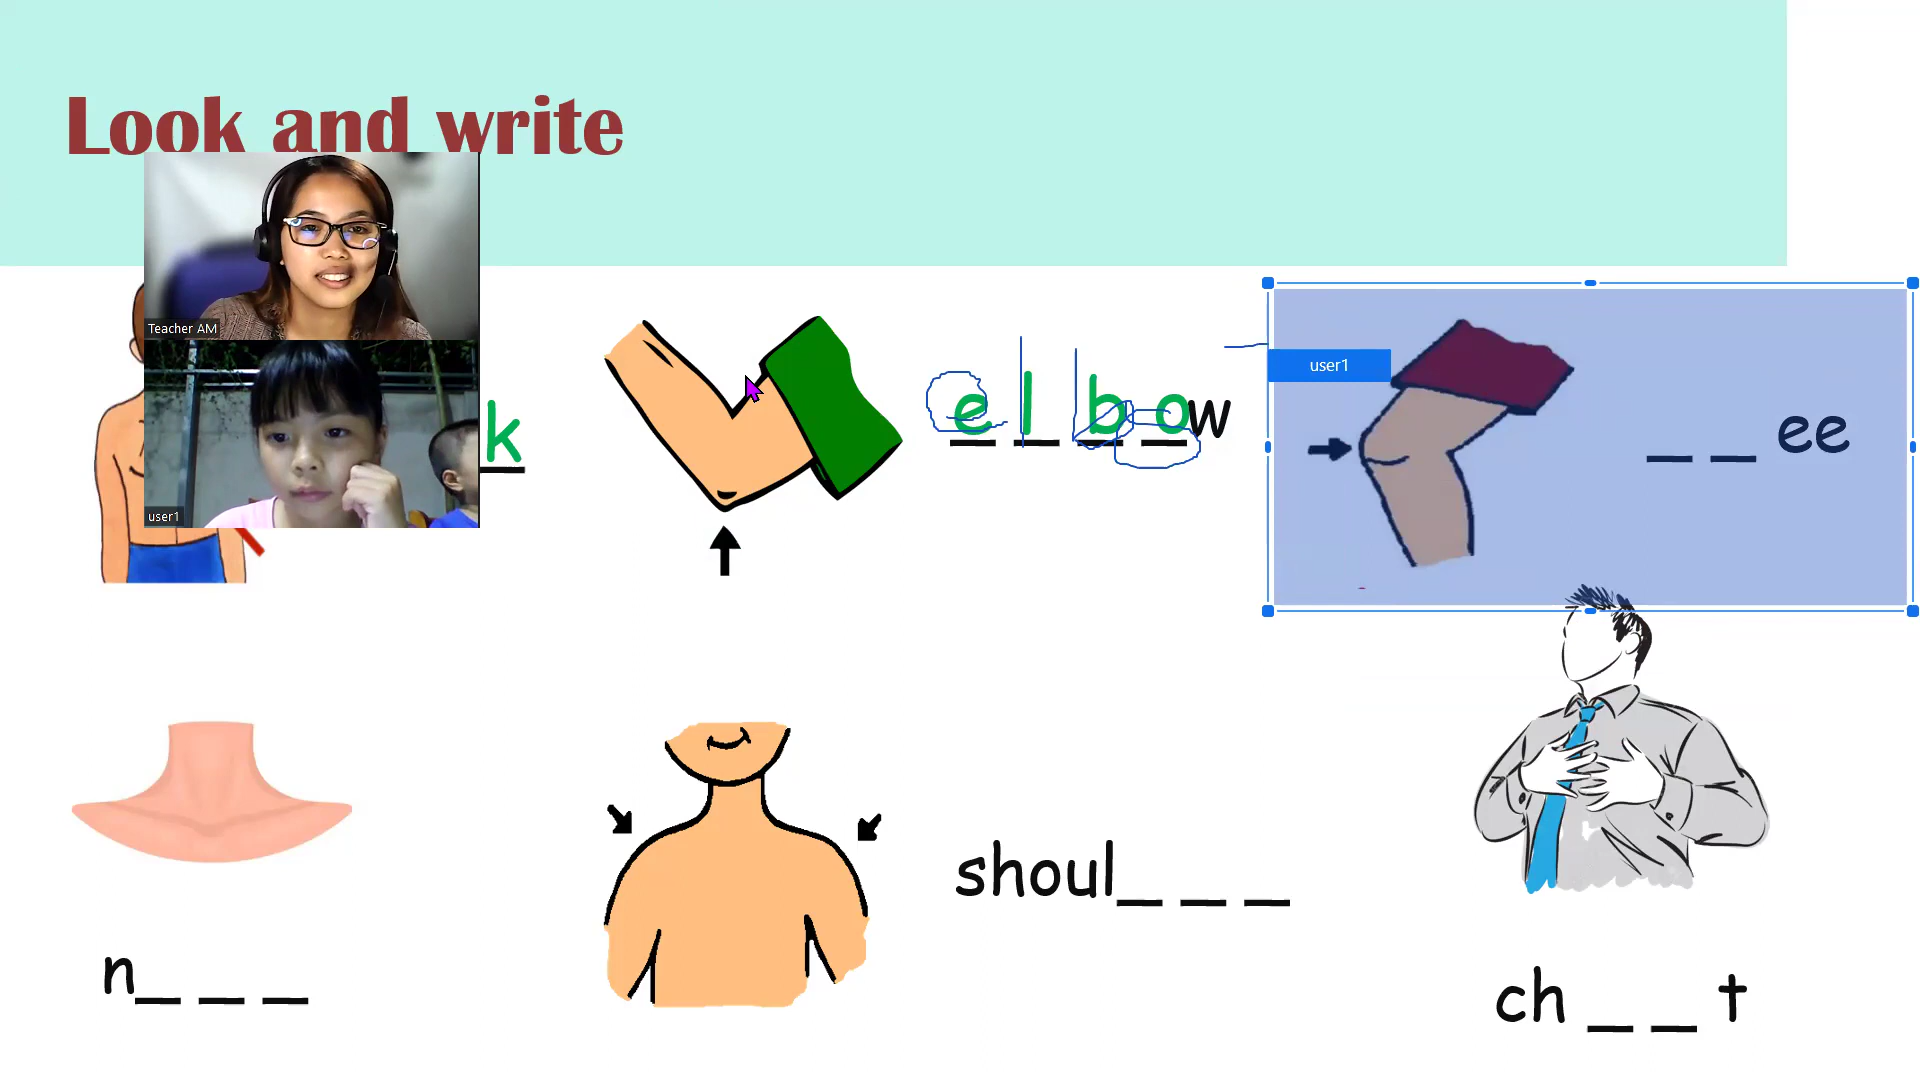 Look and write
Teacher AM
user1
k
elbow
user1
_ _ ee
n_ _ _
shoul_ _ _
ch _ _ t